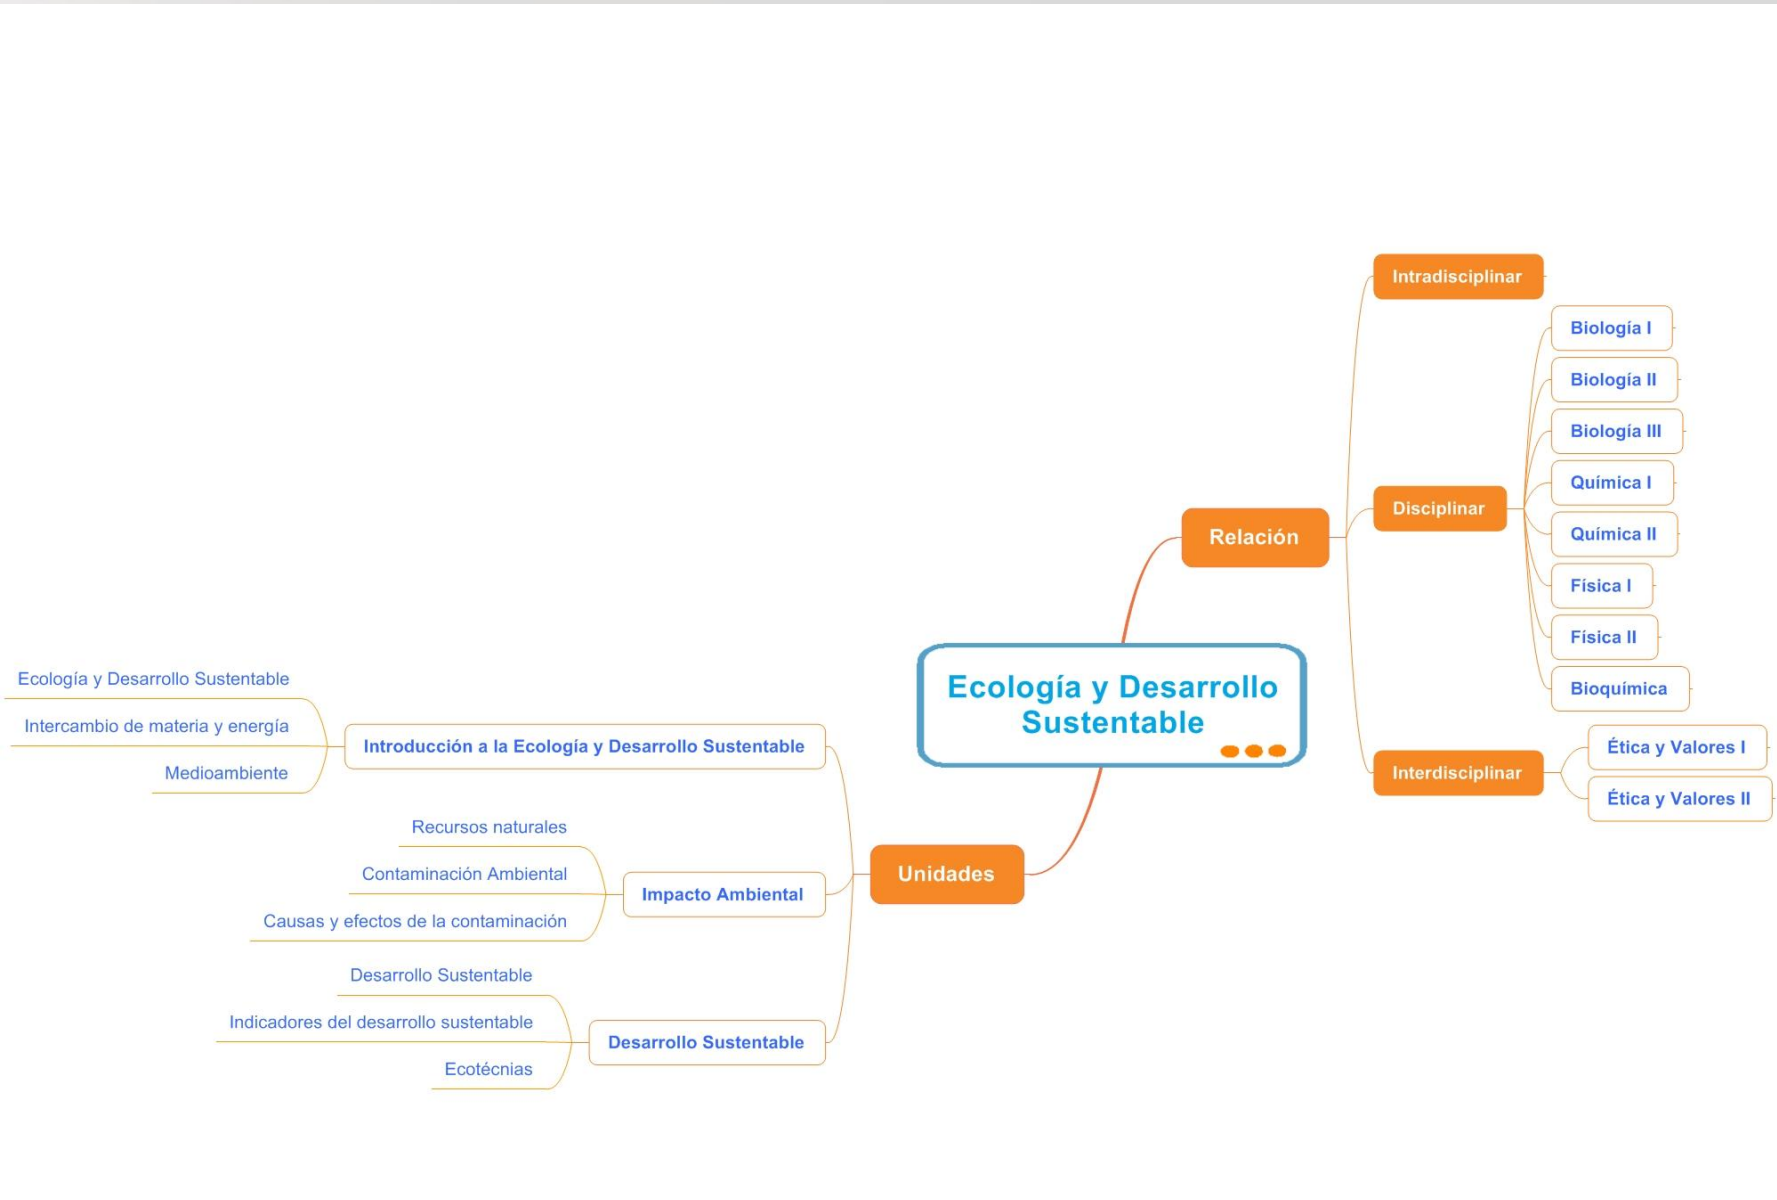 Ecología y Desarrollo
Sustentable
Relación
Intradisciplinar
Disciplinar
Biología I
Biología II
Biología III
Química I
Química II
Física I
Física II
Bioquímica
Interdisciplinar
Ética y Valores I
Ética y Valores II
Unidades
Introducción a la Ecología y Desarrollo Sustentable
Ecología y Desarrollo Sustentable
Intercambio de materia y energía
Medioambiente
Impacto Ambiental
Recursos naturales
Contaminación Ambiental
Causas y efectos de la contaminación
Desarrollo Sustentable
Desarrollo Sustentable
Indicadores del desarrollo sustentable
Ecotécnias